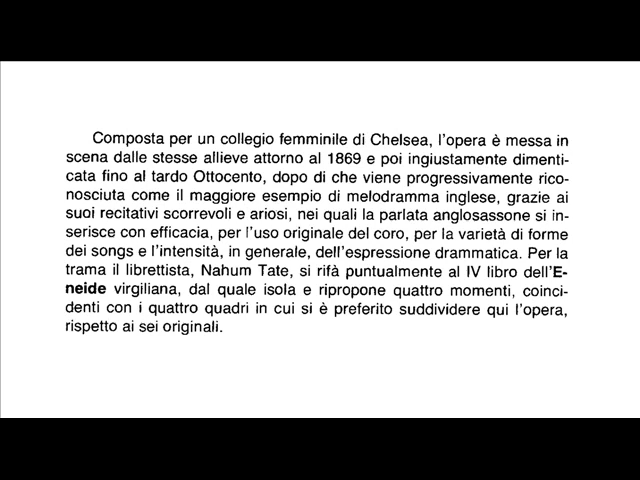 Composta per un collegio femminile di Chelsea, l'opera è messa in
scena dalle stesse allieve attorno al 1869 e poi ingiustamente dimenti-
cata fino al tardo Ottocento, dopo di che viene progressivamente rico-
nosciuta come il maggiore esempio di melodramma inglese, grazie ai
suoi recitativi scorrevoli e ariosi, nei quali la parlata anglosassone si in-
serisce con efficacia, per l'uso originale del coro, per la varietà di forme
dei songs e l'intensità, in generale, dell'espressione drammatica. Per la
trama il librettista, Nahum Tate, si rifà puntualmente al IV libro dell'E-
neide virgiliana, dal quale isola e ripropone quattro momenti, coinci-
denti con i quattro quadri in cui si è preferito suddividere qui l'opera,
rispetto ai sei originali.